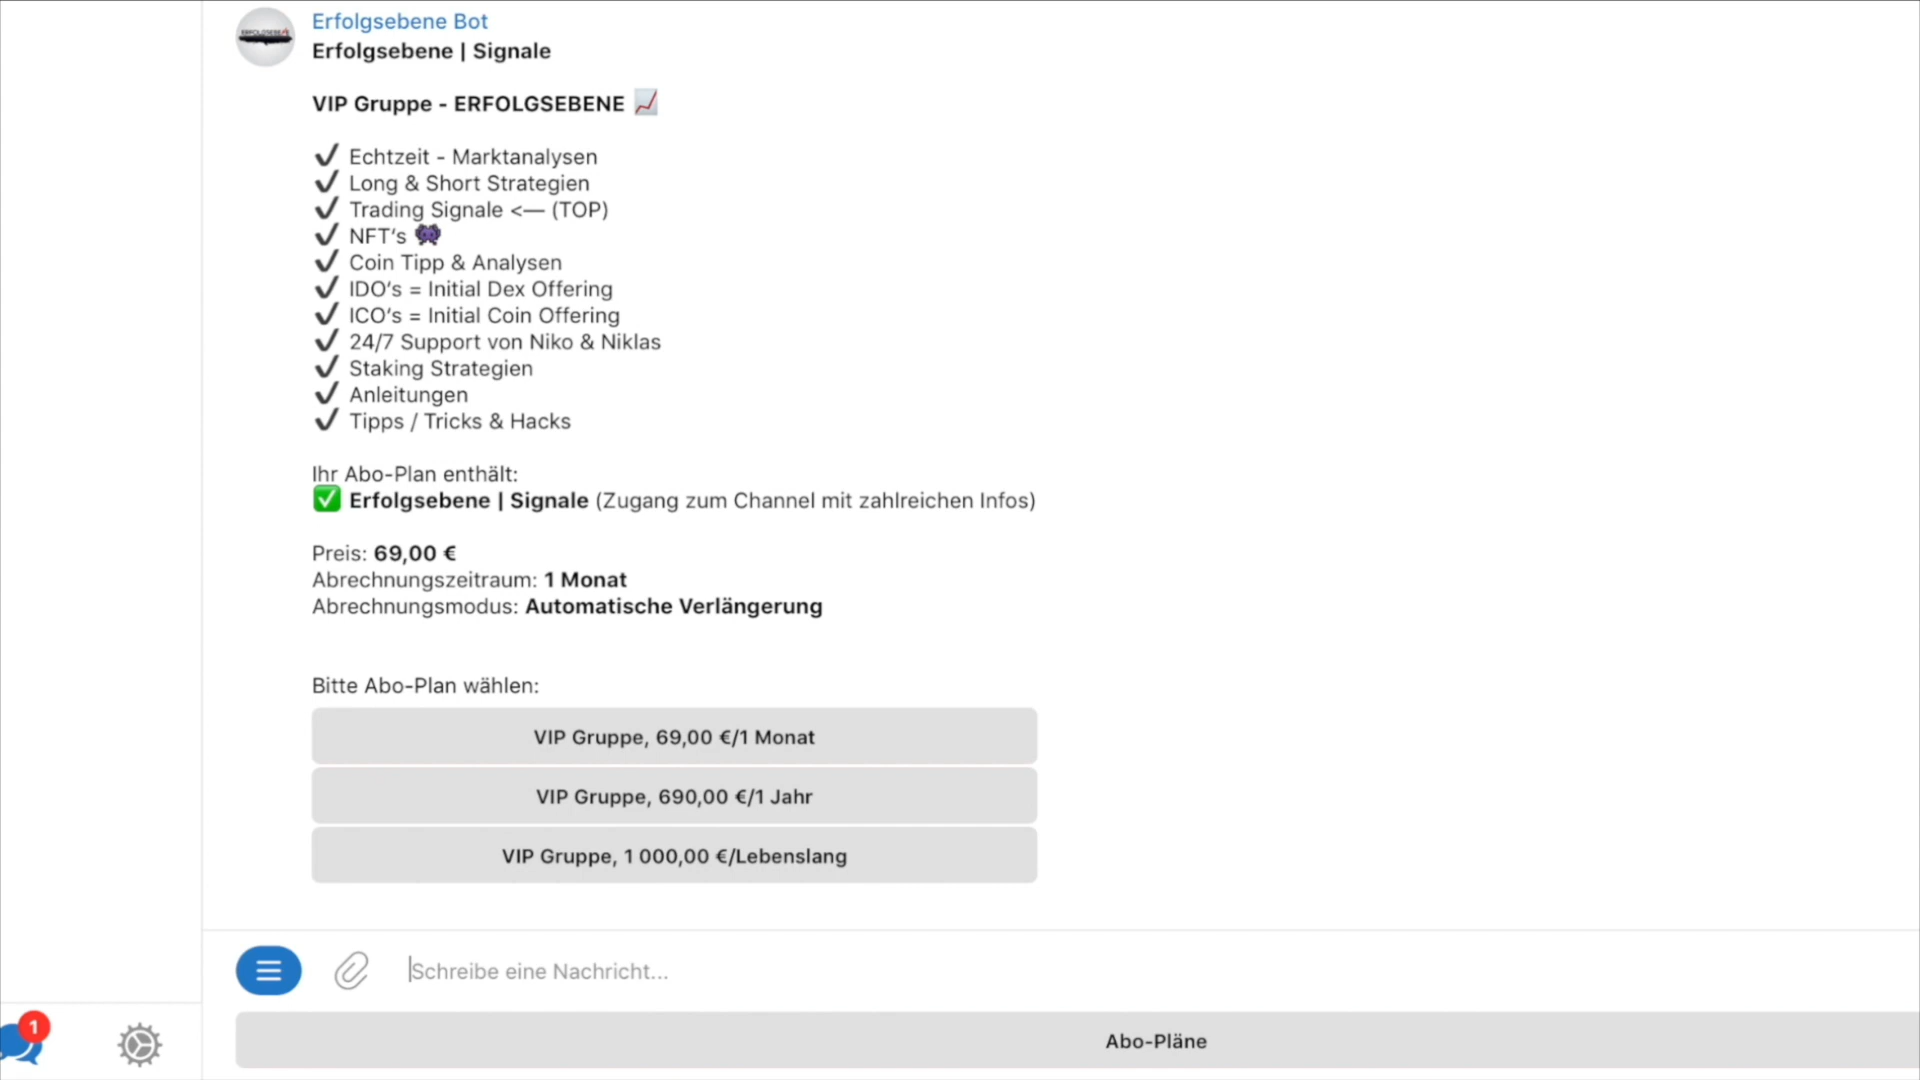 Erfolgsebene Bot
Erfolgsebene | Signale
VIP Gruppe - ERFOLGSEBENE 📈
✔ Echtzeit - Marktanalysen
✔ Long & Short Strategien
✔ Trading Signale <— (TOP)
✔ NFT‘s 👾
✔ Coin Tipp & Analysen
✔ IDO‘s = Initial Dex Offering
✔ ICO‘s = Initial Coin Offering
✔ 24/7 Support von Niko & Niklas
✔ Staking Strategien
✔ Anleitungen
✔ Tipps / Tricks & Hacks
Ihr Abo-Plan enthält:
✅ Erfolgsebene | Signale (Zugang zum Channel mit zahlreichen Infos)
Preis: 69,00 €
Abrechnungszeitraum: 1 Monat
Abrechnungsmodus: Automatische Verlängerung
Bitte Abo-Plan wählen:
VIP Gruppe, 69,00 €/1 Monat
VIP Gruppe, 690,00 €/1 Jahr
VIP Gruppe, 1 000,00 €/Lebenslang
Schreibe eine Nachricht...
1
Abo-Pläne